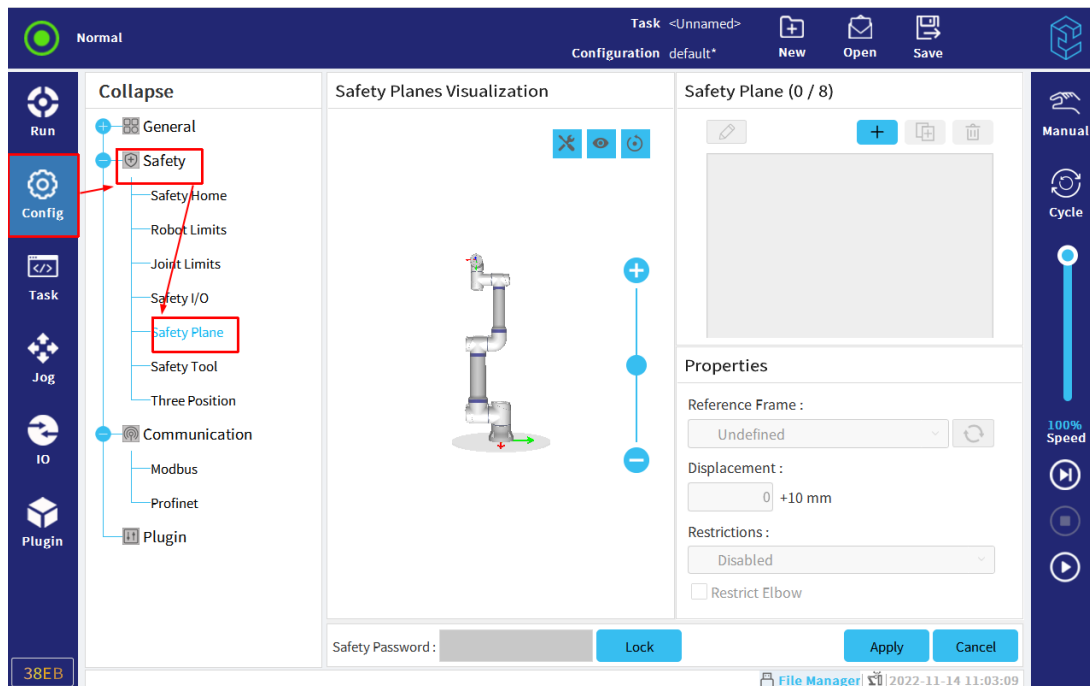 Normal
Task <Unnamed>
Configuration default*
New
Open
Save
Run
Config
Task
Jog
IO
Plugin
38EB
Collapse
General
Safety
Safety Home
Robot Limits
Joint Limits
Safety I/O
Safety Plane
Safety Tool
Three Position
Communication
Modbus
Profinet
Plugin
Safety Planes Visualization
Safety Plane (0 / 8)
Properties
Reference Frame :
Undefined
Displacement :
0 +10 mm
Restrictions :
Disabled
Restrict Elbow
Safety Password :
Lock
Apply
Cancel
File Manager
2022-11-14 11:03:09
Manual
Cycle
100%
Speed